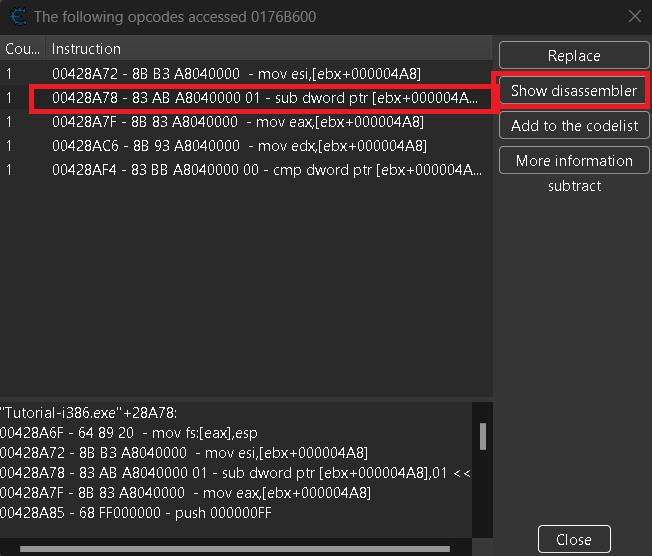 The following opcodes accessed 0176B600
Cou... Instruction
1 00428A72 - 8B B3 A8040000 - mov esi,[ebx+000004A8]
1 00428A78 - 83 AB A8040000 01 - sub dword ptr [ebx+000004A...
1 00428A7F - 8B 83 A8040000 - mov eax,[ebx+000004A8]
1 00428AC6 - 8B 93 A8040000 - mov edx,[ebx+000004A8]
1 00428AF4 - 83 BB A8040000 00 - cmp dword ptr [ebx+000004A...
Replace
Show disassembler
Add to the codelist
More information
subtract
"Tutorial-i386.exe"+28A78:
00428A6F - 64 89 20 - mov fs:[eax],esp
00428A72 - 8B B3 A8040000 - mov esi,[ebx+000004A8]
00428A78 - 83 AB A8040000 01 - sub dword ptr [ebx+000004A8],01 <<
00428A7F - 8B 83 A8040000 - mov eax,[ebx+000004A8]
00428A85 - 68 FF000000 - push 000000FF
Close